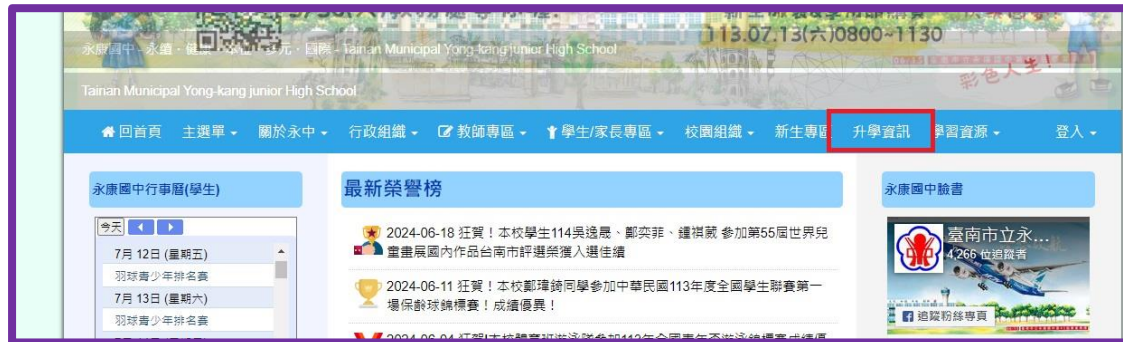 113.07.13(六)0800~1130
永康國中 - 永續・健康・
・國際 - Tainan Municipal Yong-kang junior High School
彩色人生!
Tainan Municipal Yong-kang junior High School
回首頁 主選單 關於永中 行政組織 教師專區 學生/家長專區 校園組織 新生專區 升學資訊 學習資源 登入
永康國中行事曆(學生)
今天
7月 12日 (星期五)
羽球青少年排名賽
7月 13日 (星期六)
羽球青少年排名賽
最新榮譽榜
2024-06-18 狂賀!本校學生114吳逸晟、鄭奕菲、鍾祺葳 參加第55屆世界兒
童畫展國內作品台南市評選榮獲入選佳績
2024-06-11 狂賀!本校鄭瑋錡同學參加中華民國113年度全國學生聯賽第一
場保齡球錦標賽!成績優異!
永康國中臉書
臺南市立永...
4,266 位追蹤者
追蹤粉絲專頁